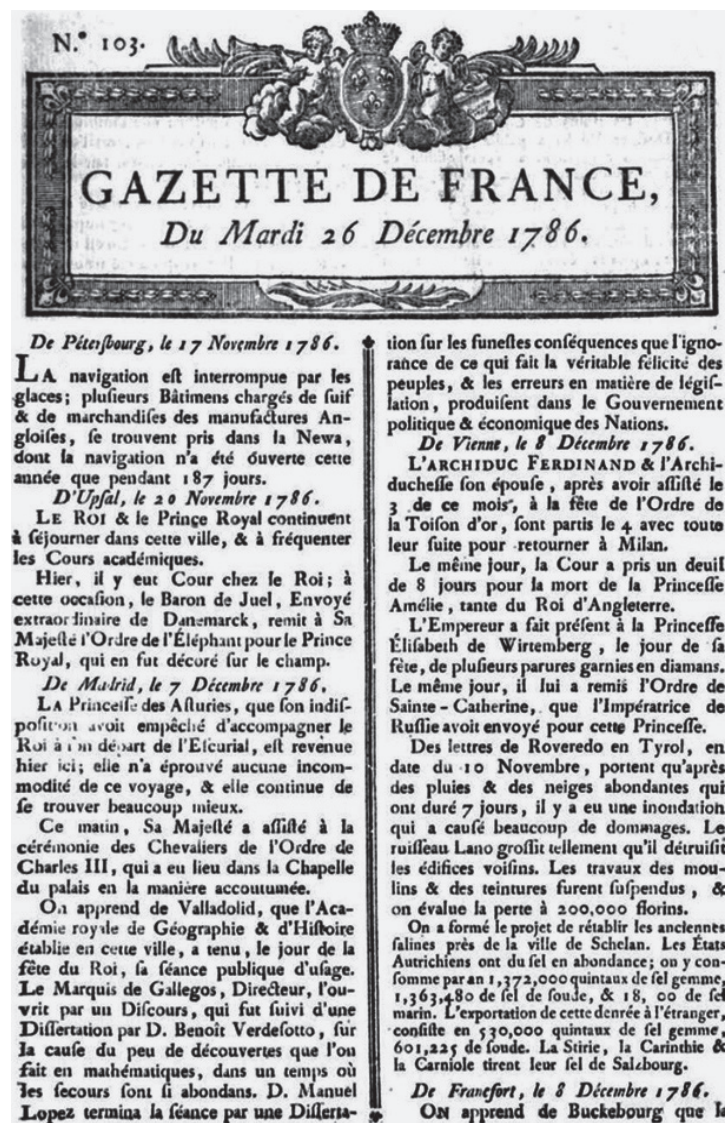 N.º 103.
GAZETTE DE FRANCE,
Du Mardi 26 Décembre 1786.
De Pétersbourg, le 17 Novembre 1786.
LA navigation est interrompue par les
glaces; plusieurs Bâtimens chargés de suif
& de marchandises des manufactures An-
gloises, se trouvent pris dans la Newa,
dont la navigation n'a été ouverte cette
année que pendant 187 jours.
D'Upsal, le 20 Novembre 1786.
LE ROI & le Prince Royal continuent
à séjourner dans cette ville, & à fréquenter
les Cours académiques.
Hier, il y eut Cour chez le Roi; à
cette occasion, le Baron de Juel, Envoyé
extraordinaire de Danemarck, remit à Sa
Majesté l'Ordre de l'Éléphant pour le Prince
Royal, qui en fut décoré sur le champ.
De Madrid, le 7 Décembre 1786.
LA Princesse des Asturies, que son indis-
position avoit empêché d'accompagner le
Roi à son départ de l'Escurial, est revenue
hier ici; elle n'a éprouvé aucune incom-
modité de ce voyage, & elle continue de
se trouver beaucoup mieux.
Ce matin, Sa Majesté a assisté à la
cérémonie des Chevaliers de l'Ordre de
Charles III, qui a eu lieu dans la Chapelle
du palais en la manière accoutumée.
On apprend de Valladolid, que l'Aca-
démie royale de Géographie & d'Histoire
établie en cette ville, a tenu, le jour de la
fête du Roi, sa séance publique d'usage.
Le Marquis de Gallegos, Directeur, l'ou-
vrit par un Discours, qui fut suivi d'une
Dissertation par D. Benoît Verdesotto, sur
la cause du peu de découvertes que l'on
fait en mathématiques, dans un temps où
les secours sont si abondans. D. Manuel
Lopez termina la séance par une Disserta-
tion sur les funestes conséquences que l'igno-
rance de ce qui fait la véritable félicité des
peuples, & les erreurs en matière de législ-
lation, produisent dans le Gouvernement
politique & économique des Nations.
De Vienne, le 8 Décembre 1786.
L'ARCHIDUC FERDINAND & l'Archi-
duchesse son épouse, après avoir assisté le
3 de ce mois, à la fête de l'Ordre de
la Toison d'or, sont partis le 4 avec toute
leur suite pour retourner à Milan.
Le même jour, la Cour a pris un deuil
de 8 jours pour la mort de la Princesse
Amélie, tante du Roi d'Angleterre.
L'Empereur a fait présent à la Princesse
Élisabeth de Wirtemberg, le jour de sa
fête, de plusieurs parures garnies en diamans.
Le même jour, il lui a remis l'Ordre de
Sainte-Catherine, que l'Impératrice de
Russie avoit envoyé pour cette Princesse.
Des lettres de Roveredo en Tyrol, en
date du 10 Novembre, portent qu'après
des pluies & des neiges abondantes qui
ont duré 7 jours, il y a eu une inondation
qui a causé beaucoup de dommages. Le
ruisseau Lano grossit tellement qu'il détruisit
les édifices voisins. Les travaux des mou-
lins & des teintures furent suspendus, &
on évalue la perte à 200,000 florins.
On a formé le projet de rétablir les anciennes
salines près de la ville de Schelan. Les États
Autrichiens ont du sel en abondance; on y con-
somme par an 1,372,000 quintaux de sel gemme,
1,363,480 de sel de soude, & 18, 00 de sel
marin. L'exportation de cette denrée à l'étranger,
consiste en 530,000 quintaux de sel gemme,
601,225 de soude. La Stirie, la Carinthie &
la Carniole tirent leur sel de Salzbourg.
De Francfort, le 8 Décembre 1786.
ON apprend de Buckebourg que le